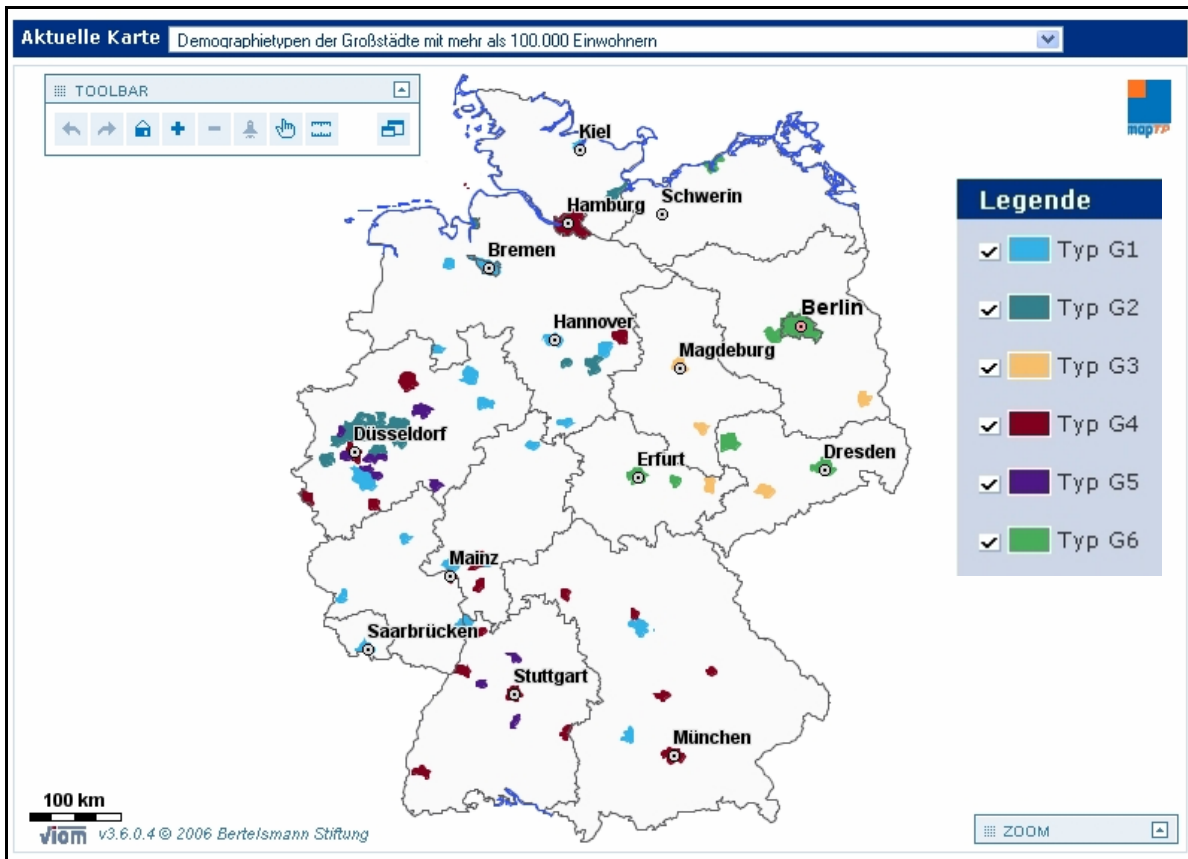 Aktuelle Karte Demographietypen der Großstädte mit mehr als 100.000 Einwohnern
TOOLBAR
mapTP
Kiel
Schwerin
Hamburg
Bremen
Berlin
Hannover
Magdeburg
Düsseldorf
Erfurt
Dresden
Mainz
Saarbrücken
Stuttgart
München
Legende
Typ G1
Typ G2
Typ G3
Typ G4
Typ G5
Typ G6
100 km
viom v3.6.0.4 © 2006 Bertelsmann Stiftung
ZOOM